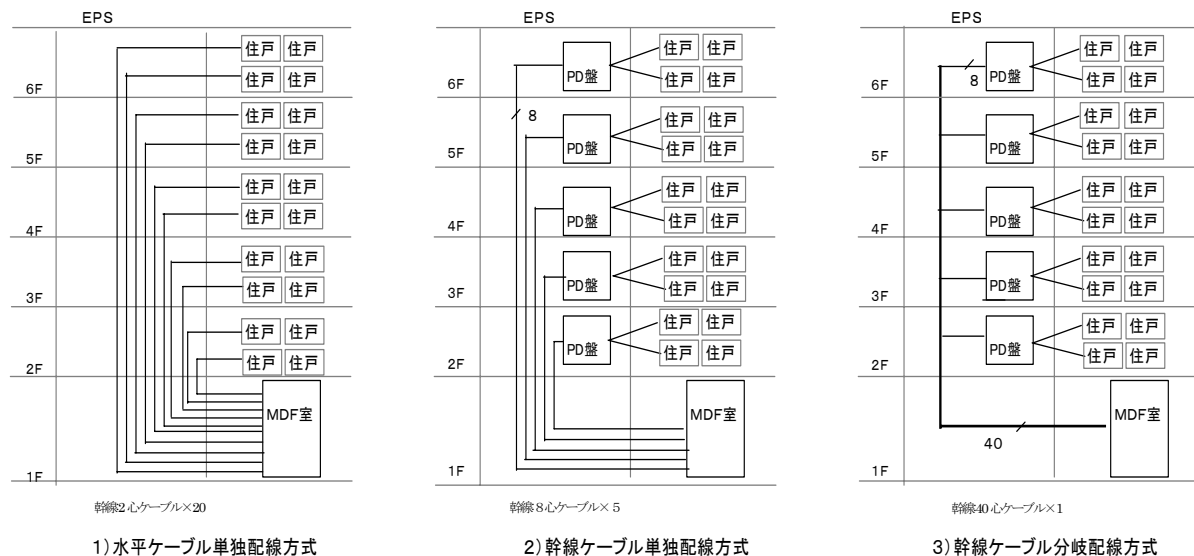 EPS
住戸 住戸
住戸 住戸
6F
住戸 住戸
住戸 住戸
5F
住戸 住戸
住戸 住戸
4F
住戸 住戸
住戸 住戸
3F
住戸 住戸
住戸 住戸
2F
MDF室
1F
幹線2心ケーブル×20
1)水平ケーブル単独配線方式
EPS
住戸 住戸
PD盤
住戸 住戸
6F
8
住戸 住戸
PD盤
住戸 住戸
5F
住戸 住戸
PD盤
住戸 住戸
4F
住戸 住戸
PD盤
住戸 住戸
3F
住戸 住戸
PD盤
住戸 住戸
2F
MDF室
1F
幹線8心ケーブル×5
2)幹線ケーブル単独配線方式
EPS
住戸 住戸
PD盤
8
住戸 住戸
6F
住戸 住戸
PD盤
住戸 住戸
5F
住戸 住戸
PD盤
住戸 住戸
4F
住戸 住戸
PD盤
住戸 住戸
3F
住戸 住戸
PD盤
住戸 住戸
2F
MDF室
40
1F
幹線40心ケーブル×1
3)幹線ケーブル分岐配線方式